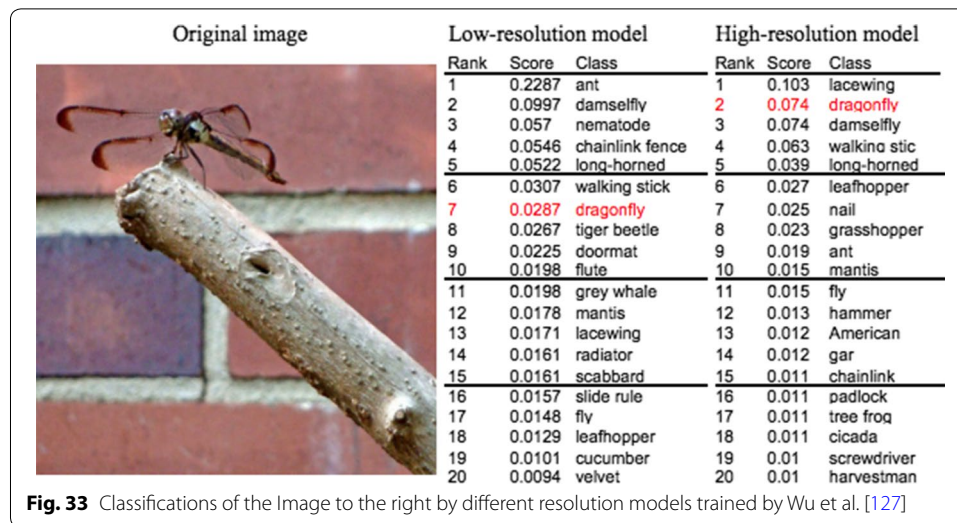 Original image
Low-resolution model
High-resolution model
Rank Score Class Rank Score Class
1 0.2287 ant 1 0.103 lacewing
2 0.0997 damselfly 2 0.074 dragonfly
3 0.057 nematode 3 0.074 damselfly
4 0.0546 chainlink fence 4 0.063 walking stic
5 0.0522 long-horned 5 0.039 long-horned
6 0.0307 walking stick 6 0.027 leafhopper
7 0.0287 dragonfly 7 0.025 nail
8 0.0267 tiger beetle 8 0.023 grasshopper
9 0.0225 doormat 9 0.019 ant
10 0.0198 flute 10 0.015 mantis
11 0.0198 grey whale 11 0.015 fly
12 0.0178 mantis 12 0.013 hammer
13 0.0171 lacewing 13 0.012 American
14 0.0161 radiator 14 0.012 gar
15 0.0161 scabbard 15 0.011 chainlink
16 0.0157 slide rule 16 0.011 padlock
17 0.0148 fly 17 0.011 tree frog
18 0.0129 leafhopper 18 0.011 cicada
19 0.0101 cucumber 19 0.01 screwdriver
20 0.0094 velvet 20 0.01 harvestman
Fig. 33 Classifications of the Image to the right by different resolution models trained by Wu et al. [127]